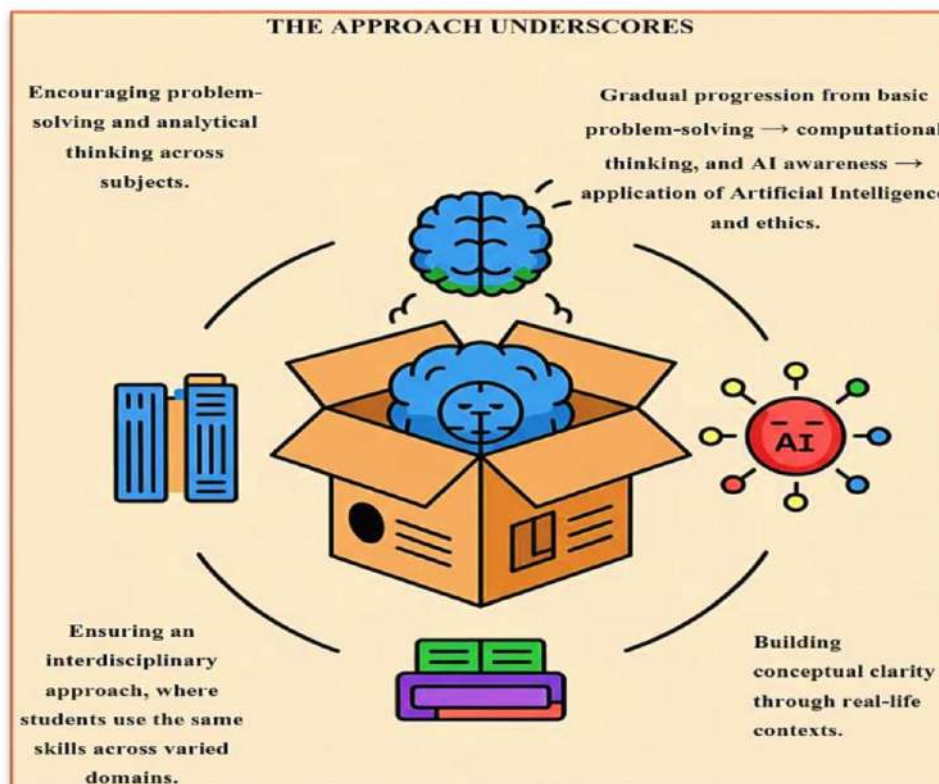 THE APPROACH UNDERSCORES
Encouraging problem-
solving and analytical
thinking across
subjects.
Gradual progression from basic
problem-solving → computational
thinking, and AI awareness →
application of Artificial Intelligence
and ethics.
AI
Ensuring an
interdisciplinary
approach, where
students use the same
skills across varied
domains.
Building
conceptual clarity
through real-life
contexts.